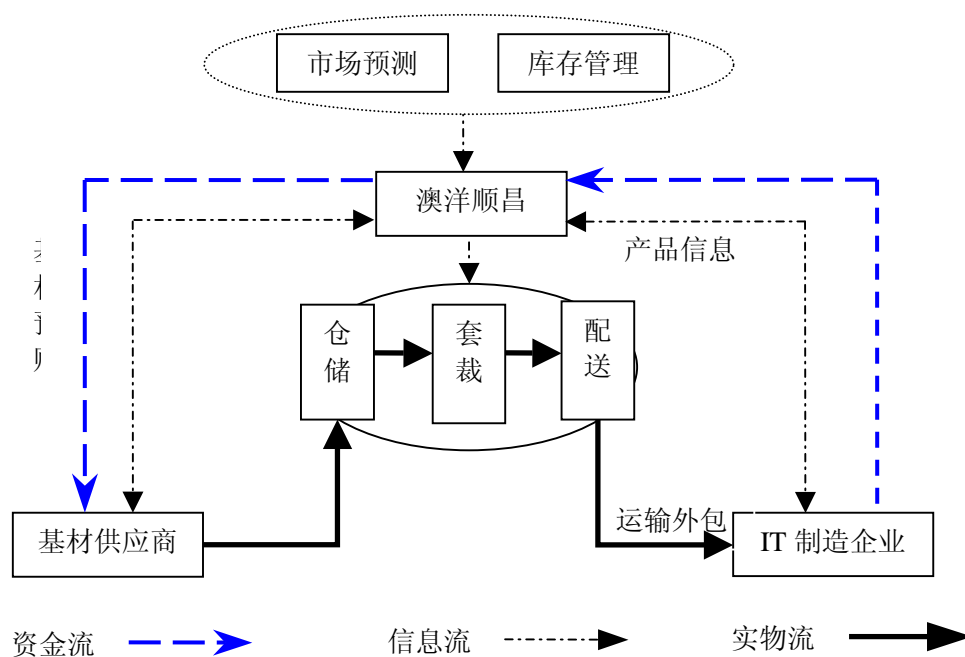 市场预测
库存管理
澳洋顺昌
产品信息
仓储
套裁
配送
运输外包
基材供应商
IT 制造企业
资金流
信息流
实物流